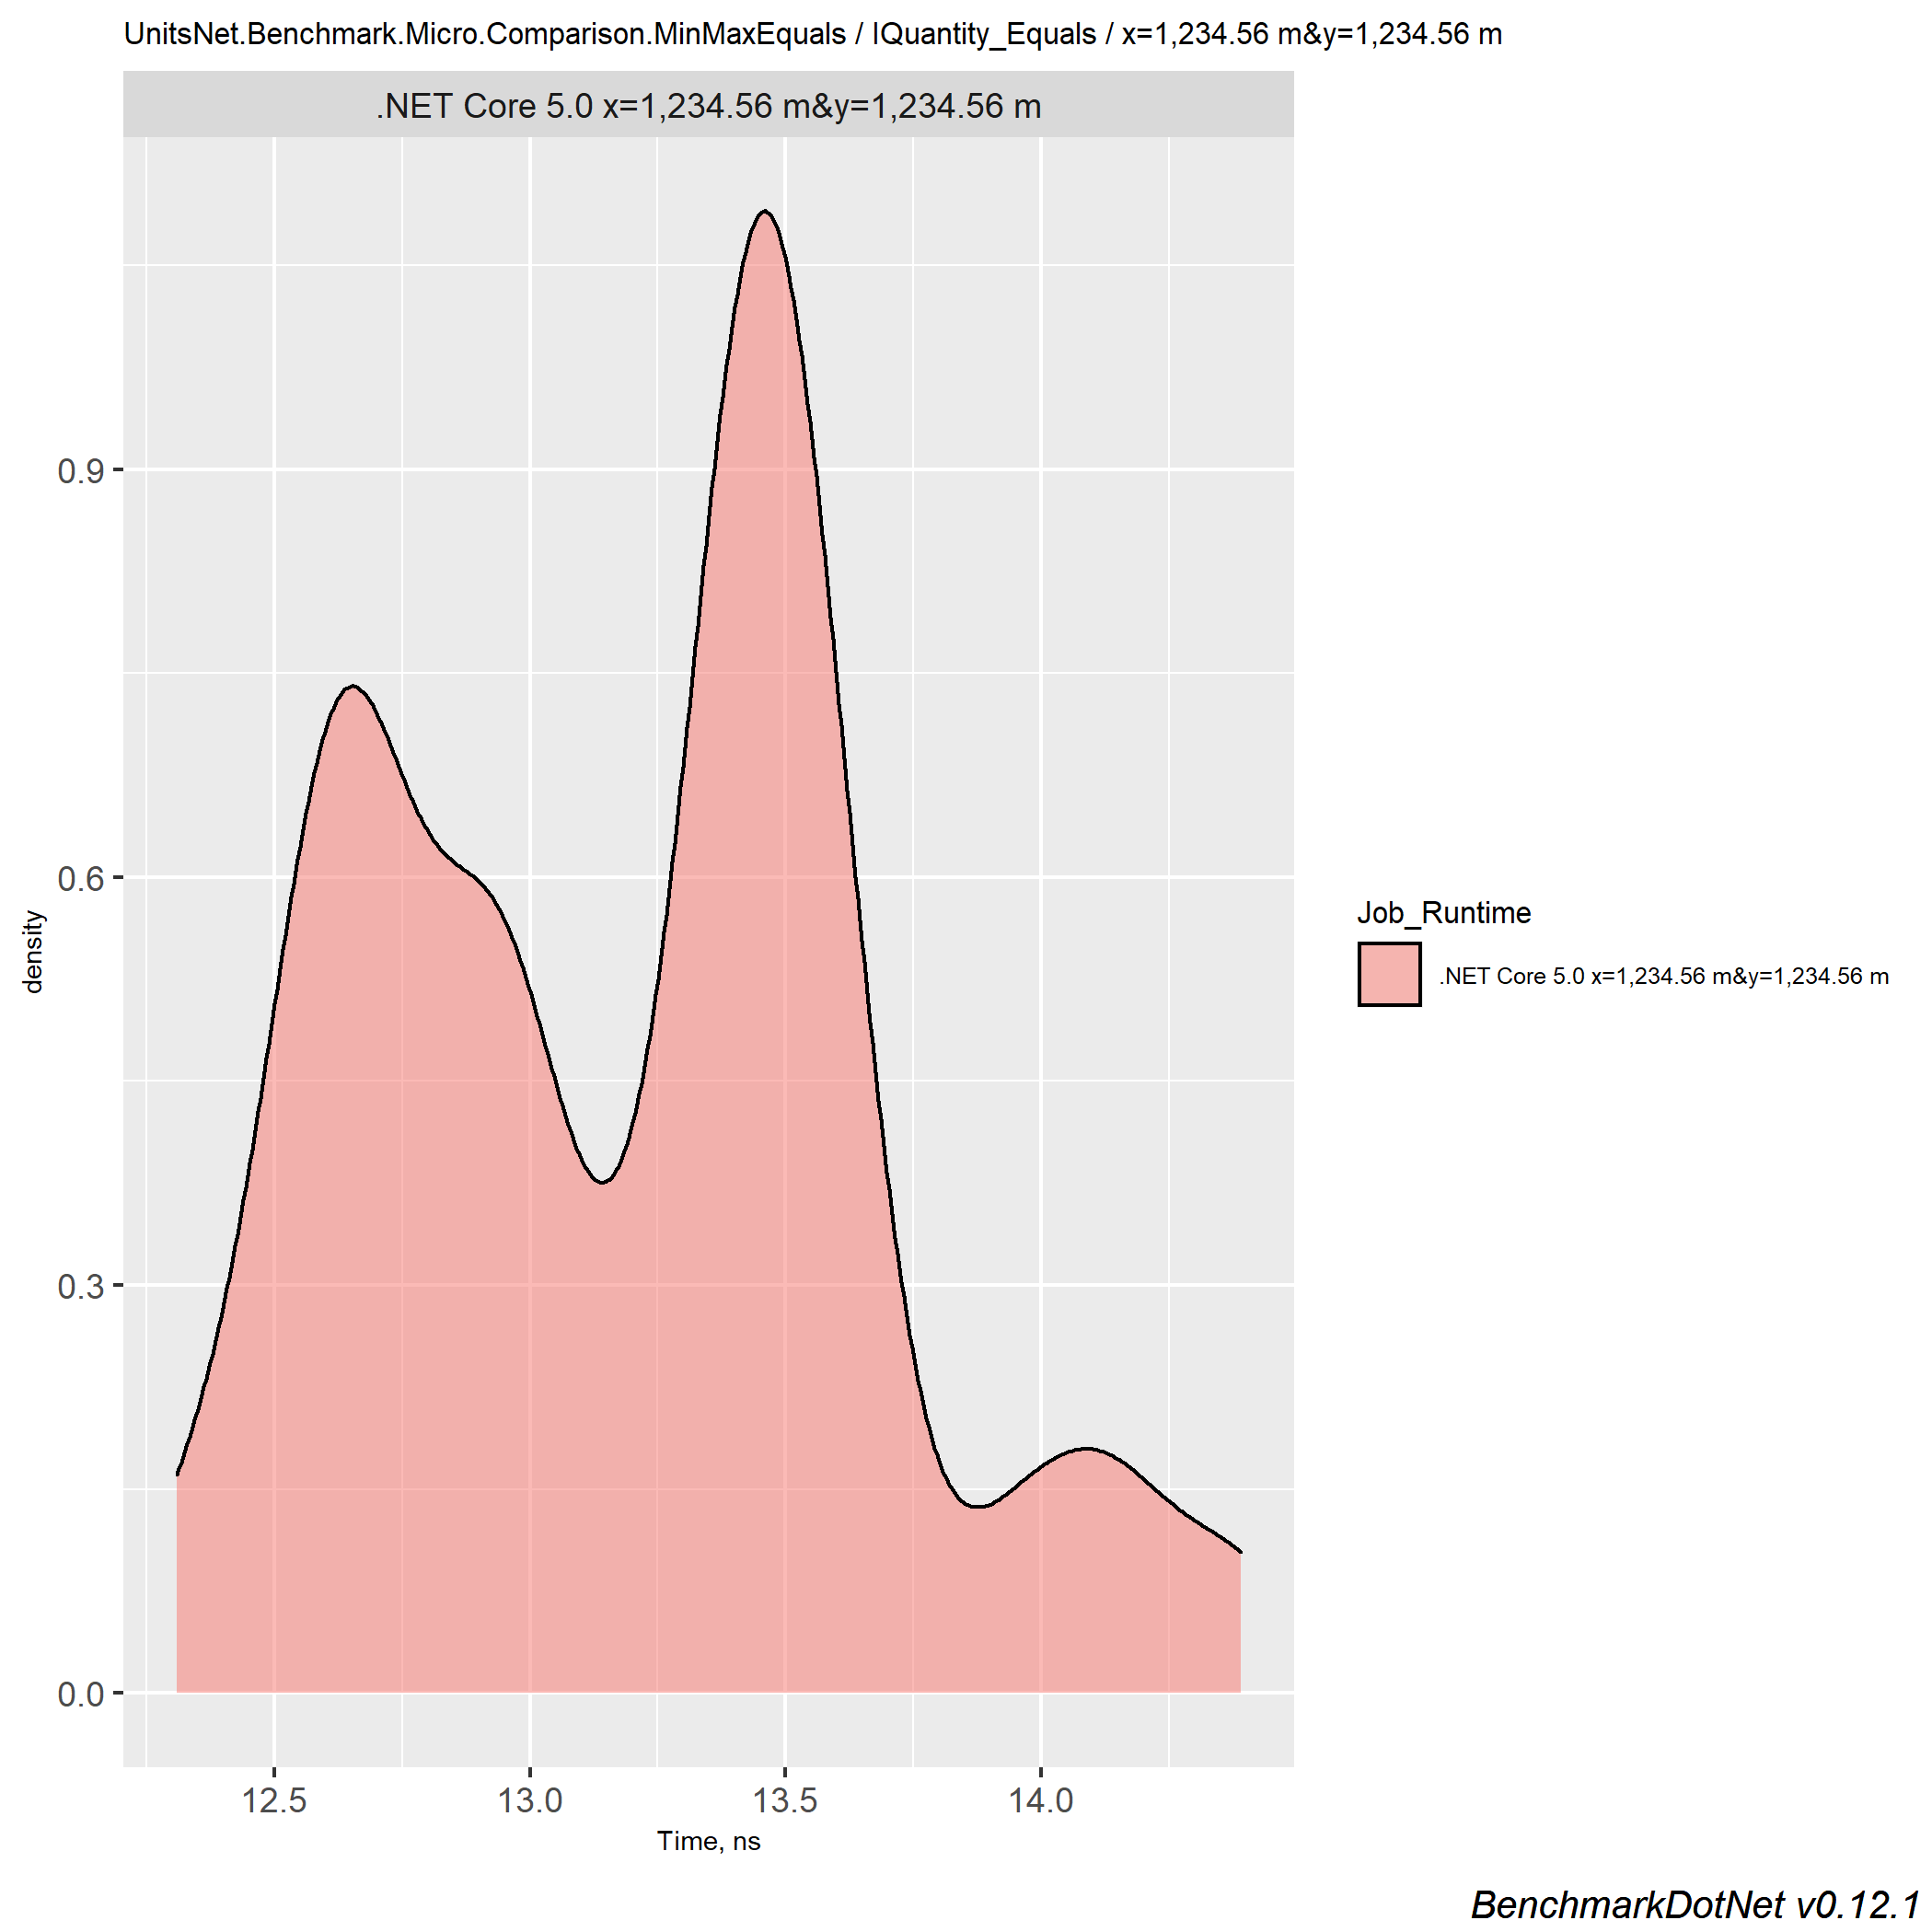 UnitsNet.Benchmark.Micro.Comparison.MinMaxEquals / IQuantity_Equals / x=1,234.56 m&y=1,234.56 m
.NET Core 5.0 x=1,234.56 m&y=1,234.56 m
0.9
0.6
0.3
0.0
density
12.5 13.0 13.5 14.0
Time, ns
Job_Runtime
.NET Core 5.0 x=1,234.56 m&y=1,234.56 m
BenchmarkDotNet v0.12.1